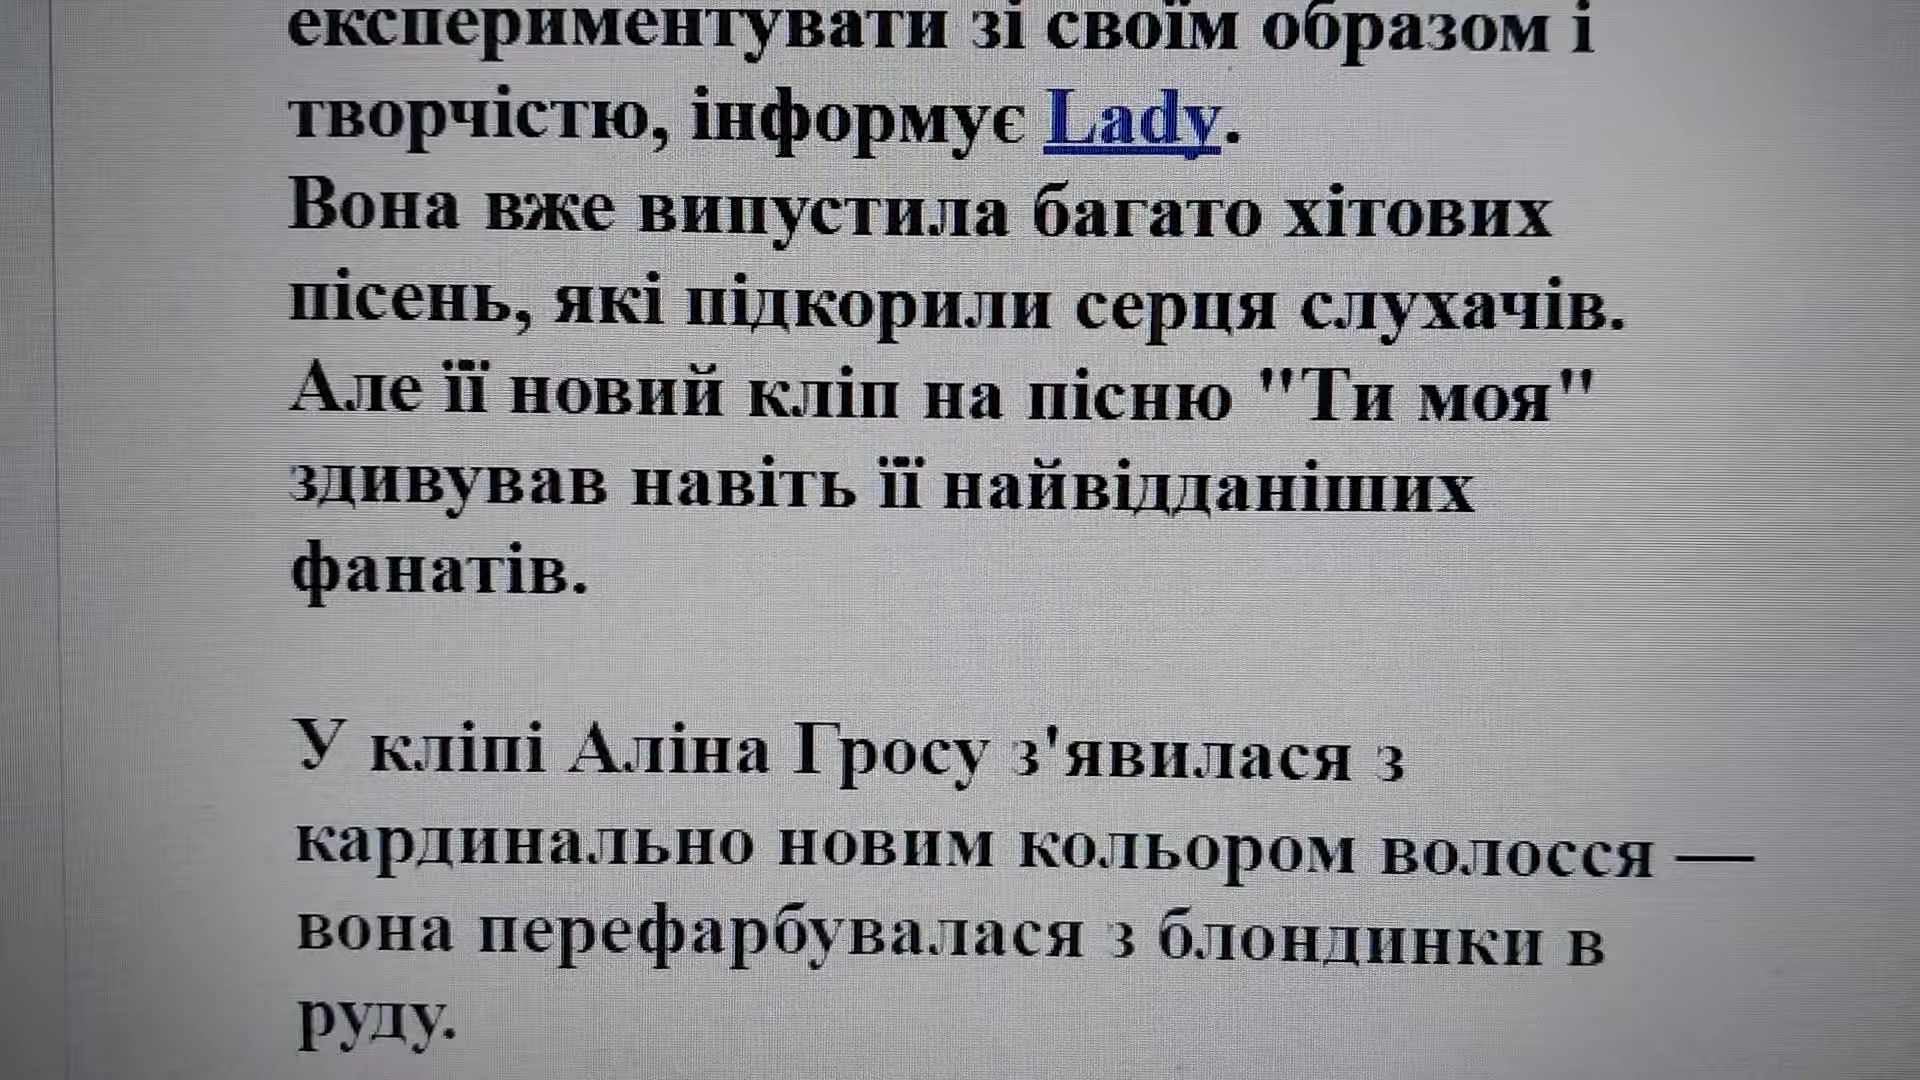 експериментувати зі своїм образом і
творчістю, інформує Lady.
Вона вже випустила багато хітових
пісень, які підкорили серця слухачів.
Але її новий кліп на пісню "Ти моя"
здивував навіть її найвідданіших
фанатів.
У кліпі Аліна Гросу з'явилася з
кардинально новим кольором волосся —
вона перефарбувалася з блондинки в
руду.